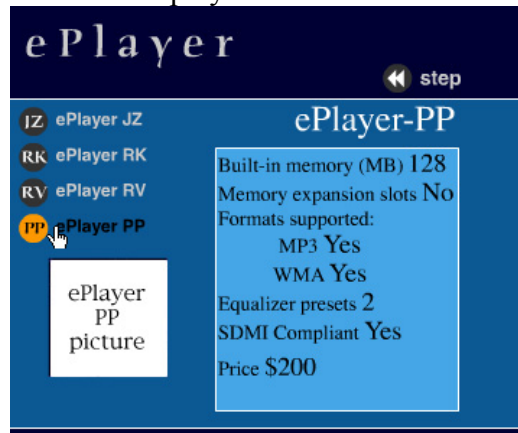 ePlayer
step
JZ ePlayer JZ
RK ePlayer RK
RV ePlayer RV
PP ePlayer PP
ePlayer
PP
picture
ePlayer-PP
Built-in memory (MB) 128
Memory expansion slots No
Formats supported:
MP3 Yes
WMA Yes
Equalizer presets 2
SDMI Compliant Yes
Price $200